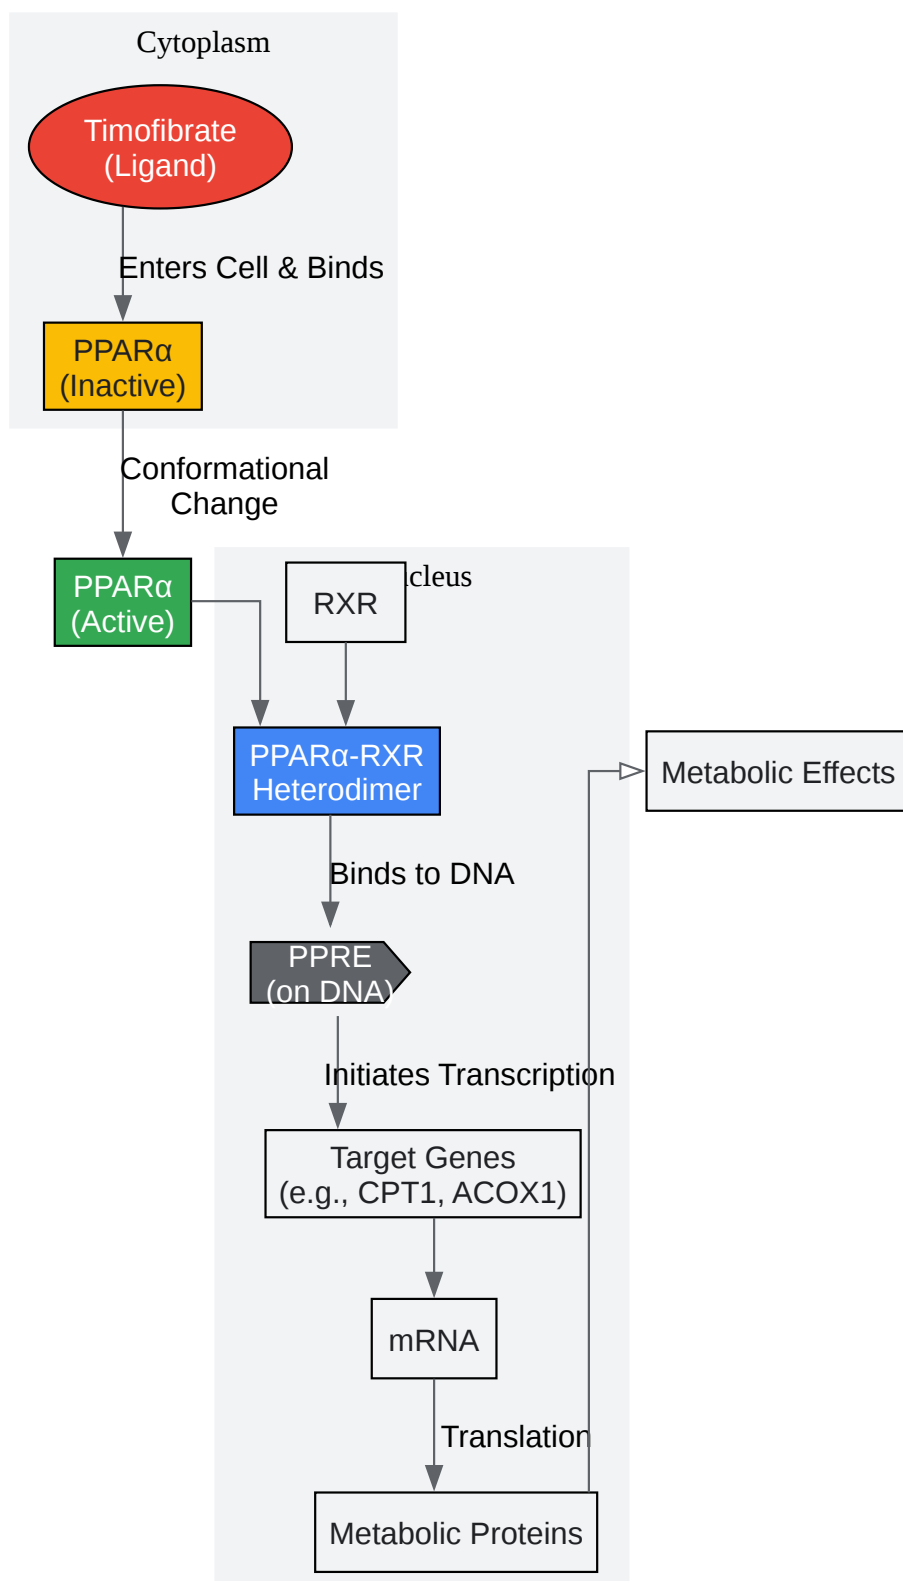 Cytoplasm
Timofibrate
(Ligand)
Enters Cell & Binds
PPARα
(Inactive)
Conformational
Change
PPARα
(Active)
cleus
RXR
PPARα-RXR
Heterodimer
Metabolic Effects
Binds to DNA
PPRE
(on DNA)
Initiates Transcription
Target Genes
(e.g., CPT1, ACOX1)
mRNA
Translation
Metabolic Proteins